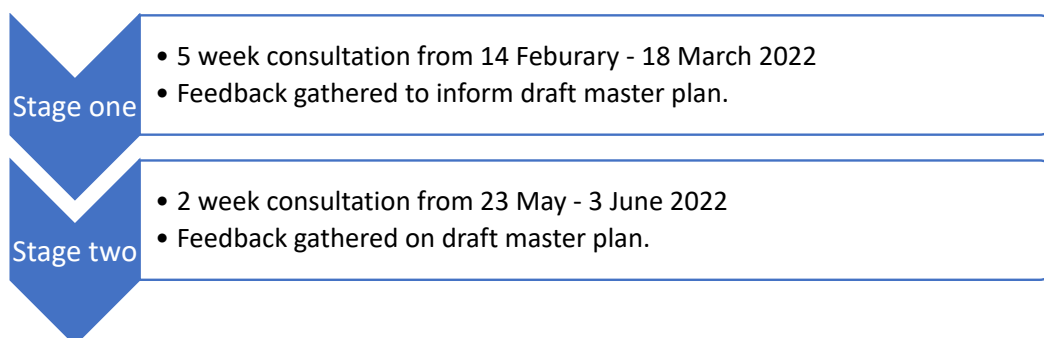 Stage one
• 5 week consultation from 14 Feburary - 18 March 2022
• Feedback gathered to inform draft master plan.
Stage two
• 2 week consultation from 23 May - 3 June 2022
• Feedback gathered on draft master plan.